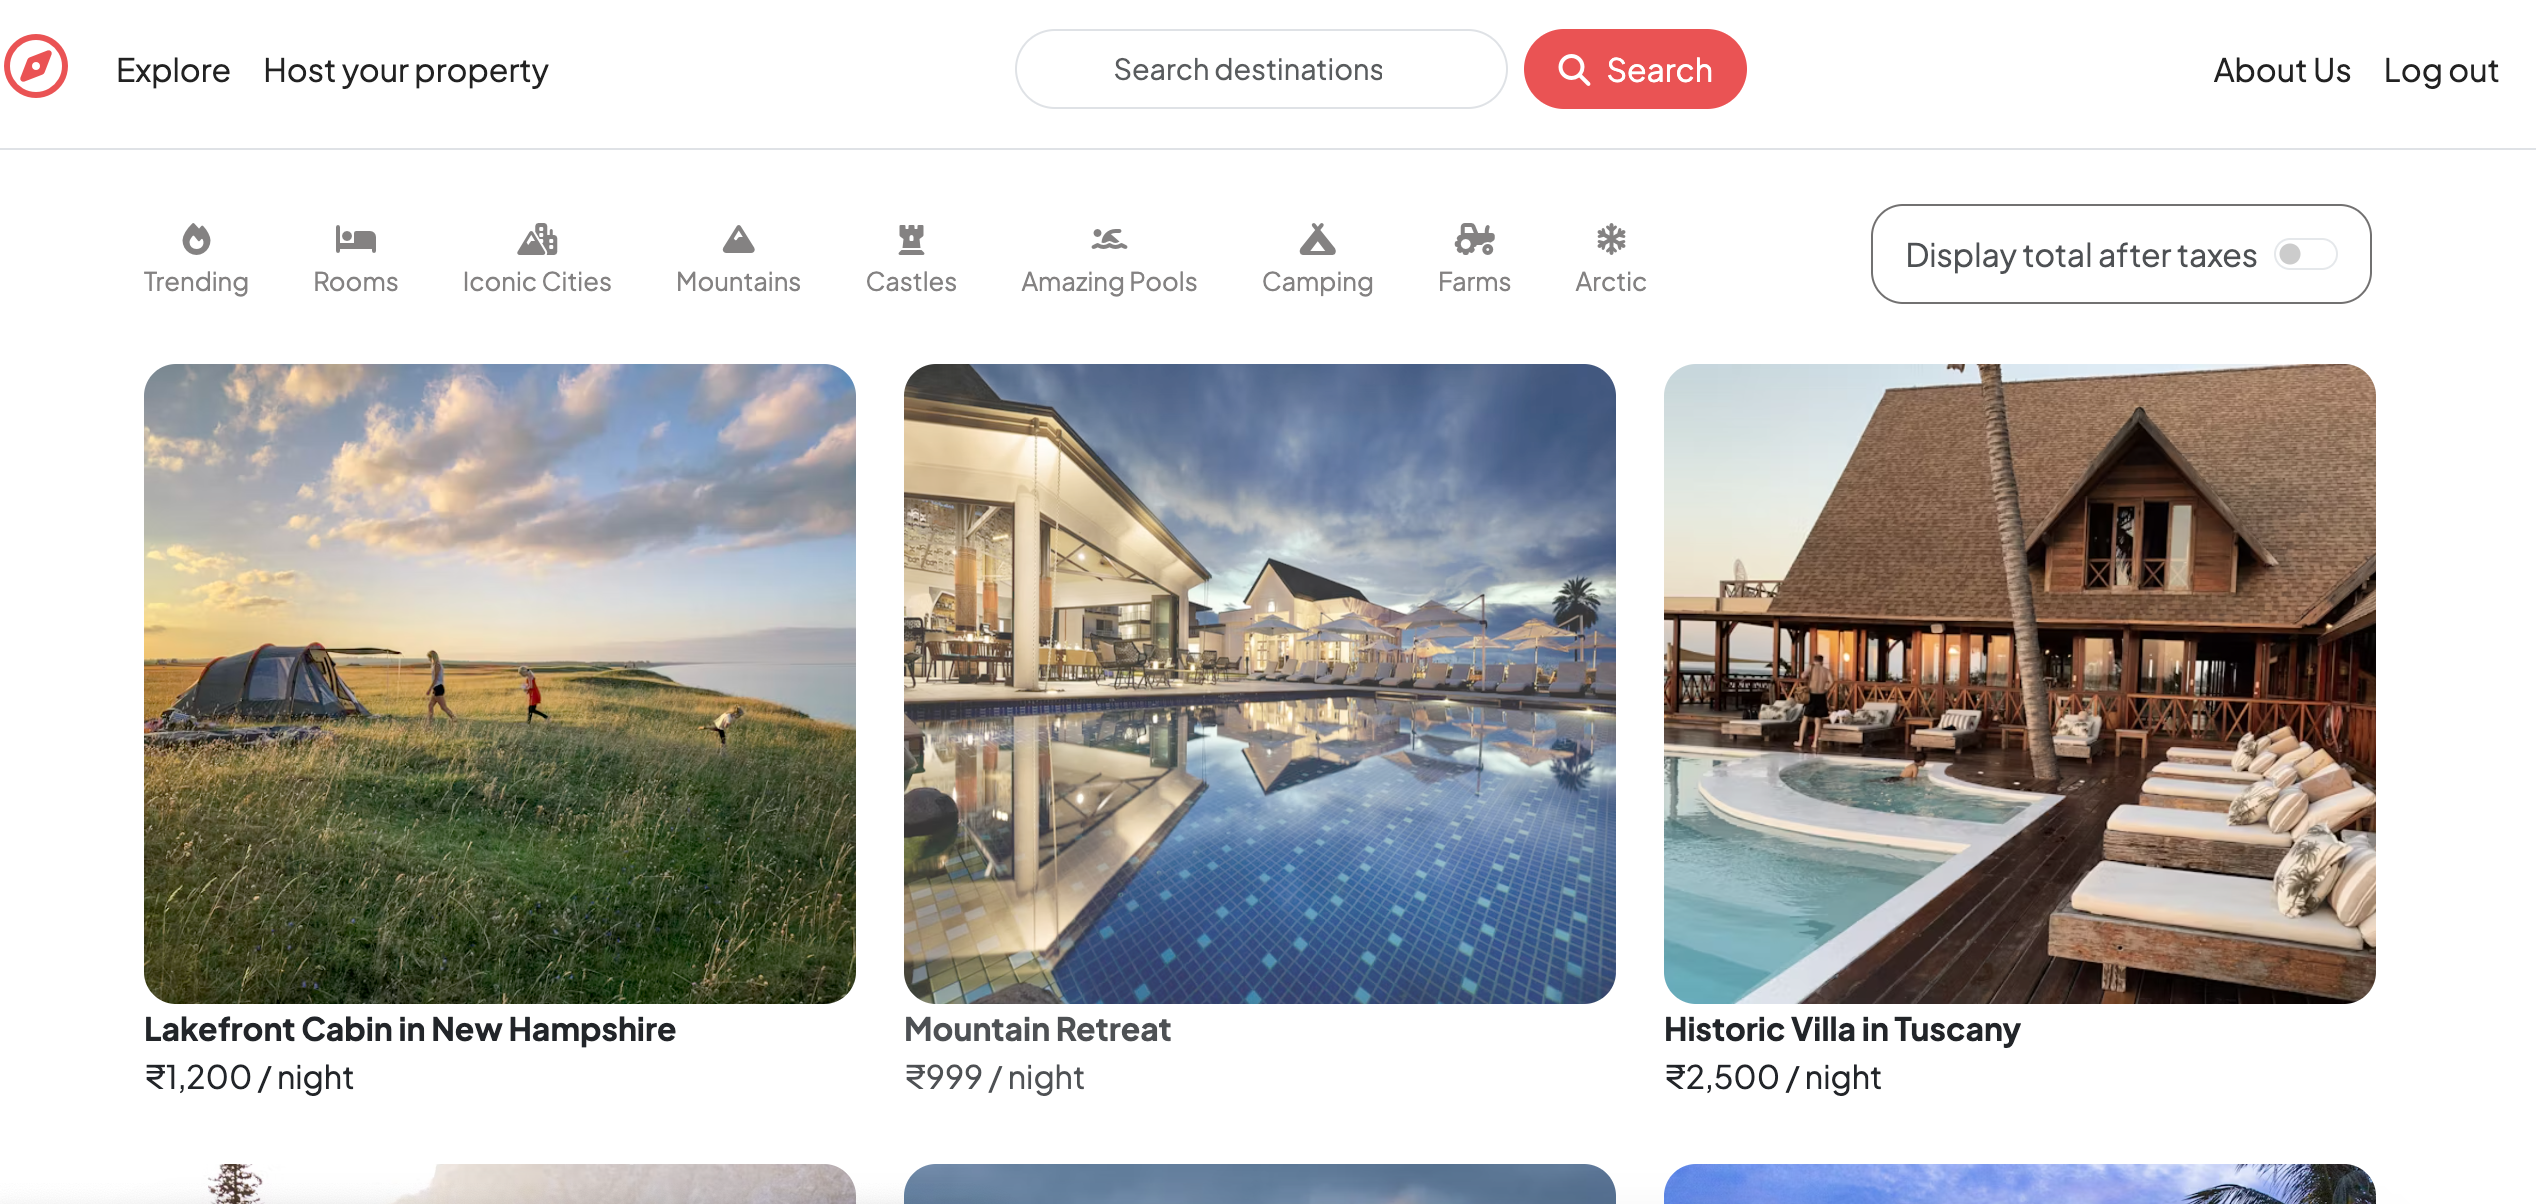 Explore Host your property Search destinations Search About Us Log out
Trending Rooms Iconic Cities Mountains Castles Amazing Pools Camping Farms Arctic Display total after taxes
Lakefront Cabin in New Hampshire
₹1,200 / night
Mountain Retreat
₹999 / night
Historic Villa in Tuscany
₹2,500 / night